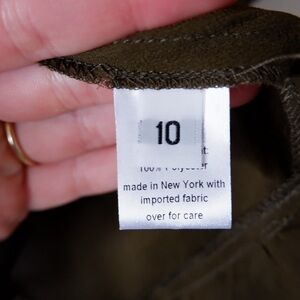 10
100% Polyester
made in New York with
imported fabric
over for care